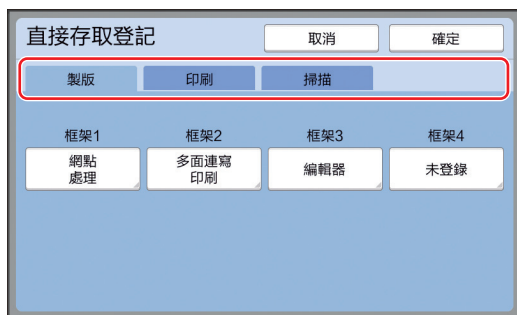 直接存取登記 取消 確定
製版 印刷 掃描
框架1 框架2 框架3 框架4
網點 多面連寫 編輯器 未登錄
處理 印刷